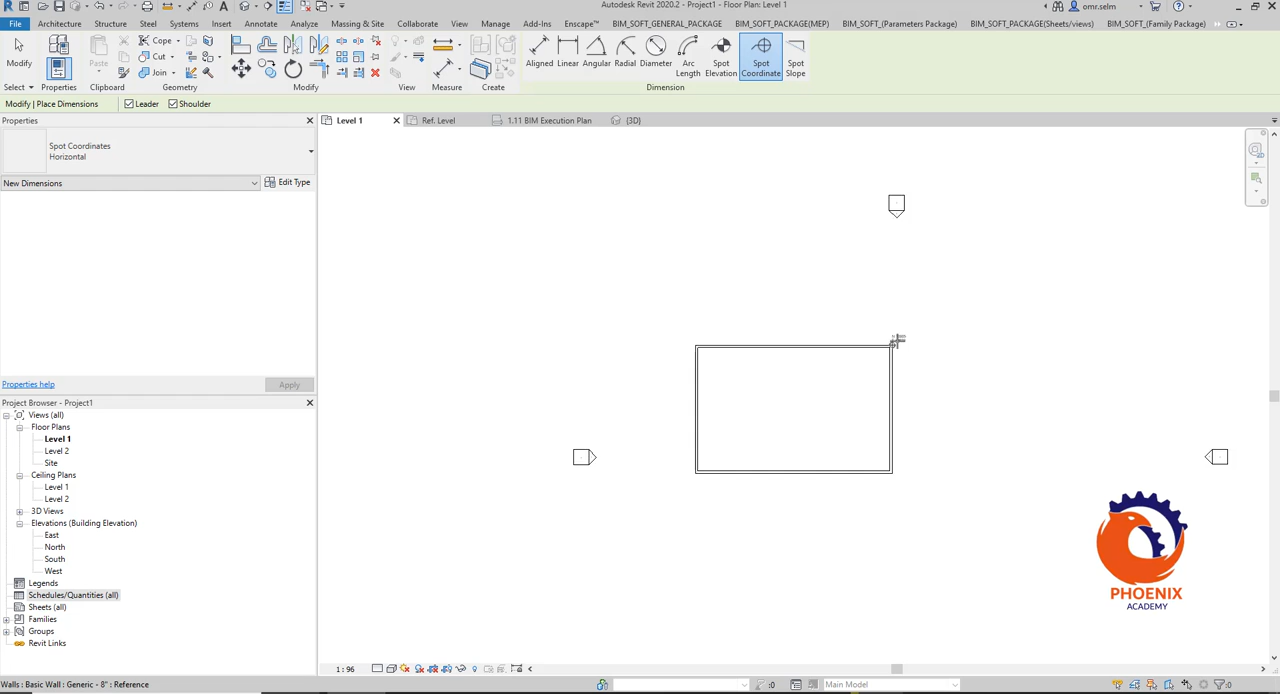 Autodesk Revit 2020.2 - Project1 - Floor Plan: Level 1
omr.selm
File Architecture Structure Steel Systems Insert Annotate Analyze Massing & Site Collaborate View Manage Add-Ins Enscape™ BIM_SOFT_GENERAL_PACKAGE BIM_SOFT_PACKAGE(MEP) BIM_SOFT_(Parameters Package) BIM_SOFT_PACKAGE(Sheets/views) BIM_SOFT_(Family Package)
Modify Paste Cope Cut Join Aligned Linear Angular Radial Diameter Arc Length Spot Elevation Spot Coordinate Spot Slope
Select Properties Clipboard Geometry Modify View Measure Create Dimension
Modify | Place Dimensions Leader Shoulder
Properties
Level 1 Ref. Level 1.11 BIM Execution Plan {3D}
Spot Coordinates
Horizontal
New Dimensions Edit Type
Properties help Apply
Project Browser - Project1
Views (all)
Floor Plans
Level 1
Level 2
Site
Ceiling Plans
Level 1
Level 2
3D Views
Elevations (Building Elevation)
East
North
South
West
Legends
Schedules/Quantities (all)
Sheets (all)
Families
Groups
Revit Links
PHOENIX
ACADEMY
1 : 96
Walls : Basic Wall : Generic - 8" : Reference :0 Main Model :0